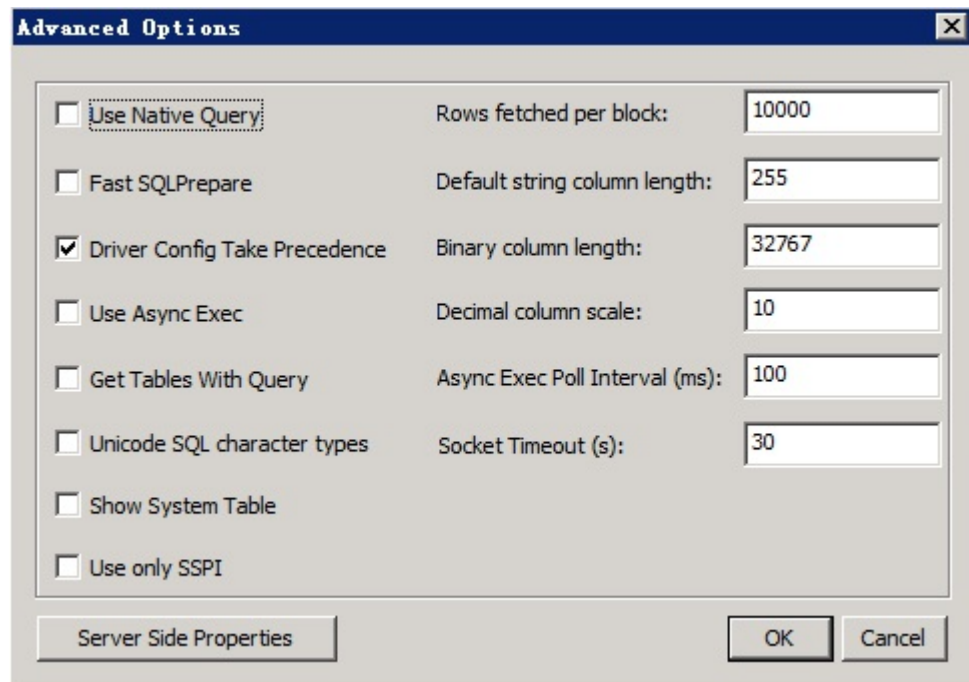 Advanced Options
Use Native Query
Rows fetched per block:
10000
Fast SQLPrepare
Default string column length:
255
Driver Config Take Precedence
Binary column length:
32767
Use Async Exec
Decimal column scale:
10
Get Tables With Query
Async Exec Poll Interval (ms):
100
Unicode SQL character types
Socket Timeout (s):
30
Show System Table
Use only SSPI
Server Side Properties
OK
Cancel